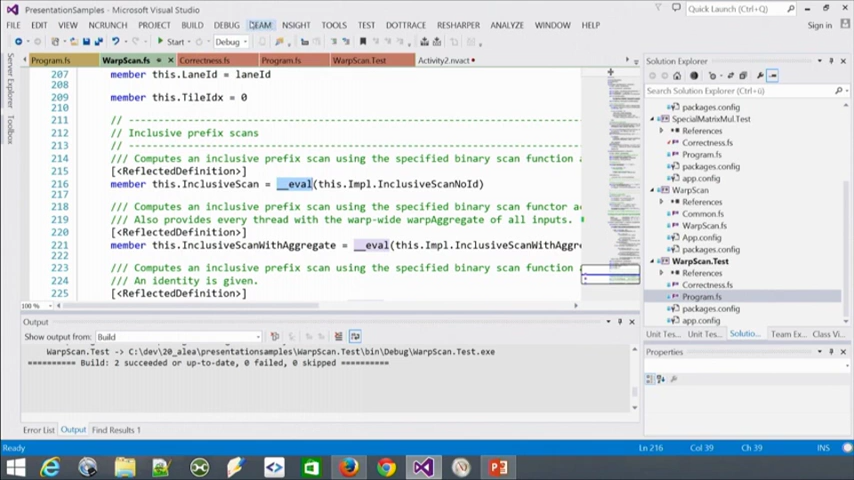 PresentationSamples - Microsoft Visual Studio
Quick Launch (Ctrl+Q)
FILE EDIT VIEW NCRUNCH PROJECT BUILD DEBUG TEAM NSIGHT TOOLS TEST DOTTRACE RESHARPER ANALYZE WINDOW HELP
Sign in
Start
Debug
Server Explorer
Toolbox
Program.fs
WarpScan.fs
Correctness.fs
Program.fs
WarpScan.Test
Activity2.nvact
207 member this.LaneId = laneId
208
209 member this.TileIdx = 0
210
211 // ----------------------------------------
212 // Inclusive prefix scans
213 // ----------------------------------------
214 /// Computes an inclusive prefix scan using the specified binary scan function a
215 [<ReflectedDefinition>]
216 member this.InclusiveScan = __eval(this.Impl.InclusiveScanNoId)
217
218 /// Computes an inclusive prefix scan using the specified binary scan functor ac
219 /// Also provides every thread with the warp-wide warpAggregate of all inputs.
220 [<ReflectedDefinition>]
221 member this.InclusiveScanWithAggregate = __eval(this.Impl.InclusiveScanWithAggre
222
223 /// Computes an inclusive prefix scan using the specified binary scan function a
224 /// An identity is given.
225 [<ReflectedDefinition>]
100 %
Output
Show output from: Build
WarpScan.Test -> C:\dev\20_alea\presentationsamples\WarpScan.Test\bin\Debug\WarpScan.Test.exe
========== Build: 2 succeeded or up-to-date, 0 failed, 0 skipped ==========
Error List Output Find Results 1
Solution Explorer
Search Solution Explorer (Ctrl+;)
packages.config
SpecialMatrixMul.Test
References
Correctness.fs
Program.fs
packages.config
app.config
WarpScan
References
Common.fs
WarpScan.fs
App.config
packages.config
WarpScan.Test
References
Correctness.fs
Program.fs
packages.config
app.config
Unit Tes... Unit Tes... Solutio... Team Ex... Class Vi...
Properties
Ready
Ln 216 Col 39 Ch 39 INS